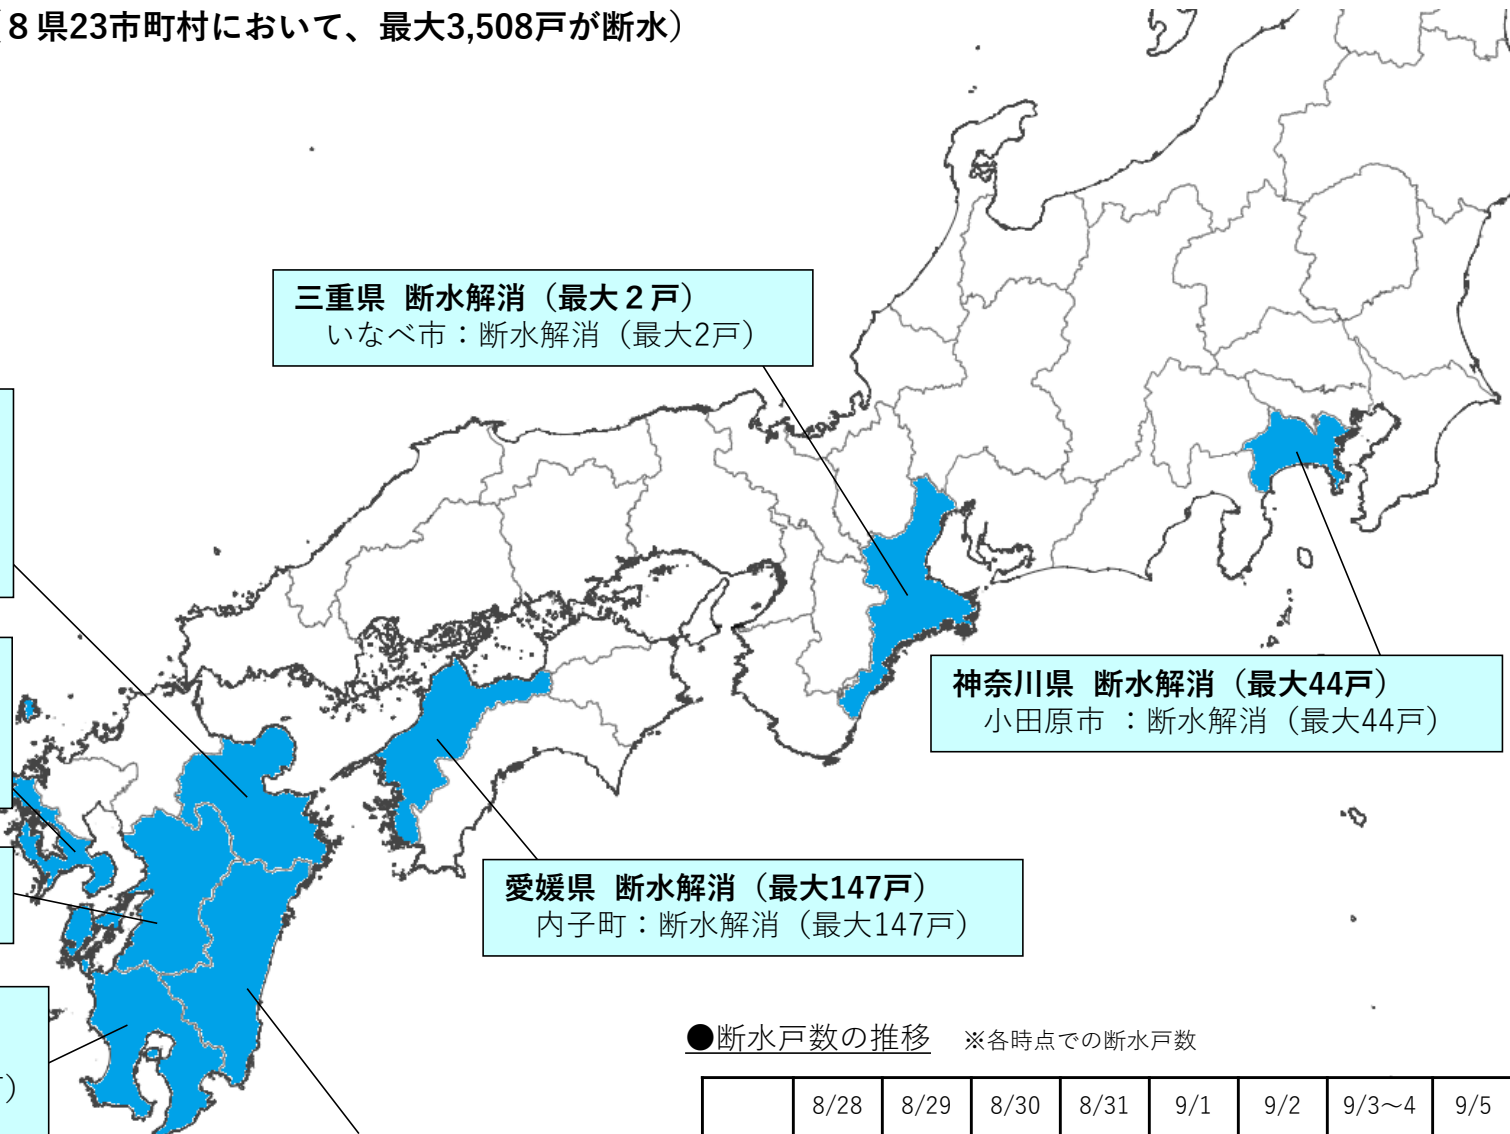 （８県23市町村において、最大3,508戸が断水）
三重県 断水解消（最大２戸）
いなべ市：断水解消（最大2戸）
神奈川県 断水解消（最大44戸）
小田原市 ：断水解消（最大44戸）
愛媛県 断水解消（最大147戸）
内子町：断水解消（最大147戸）
●断水戸数の推移 ※各時点での断水戸数
8/28 8/29 8/30 8/31 9/1 9/2 9/3～4 9/5